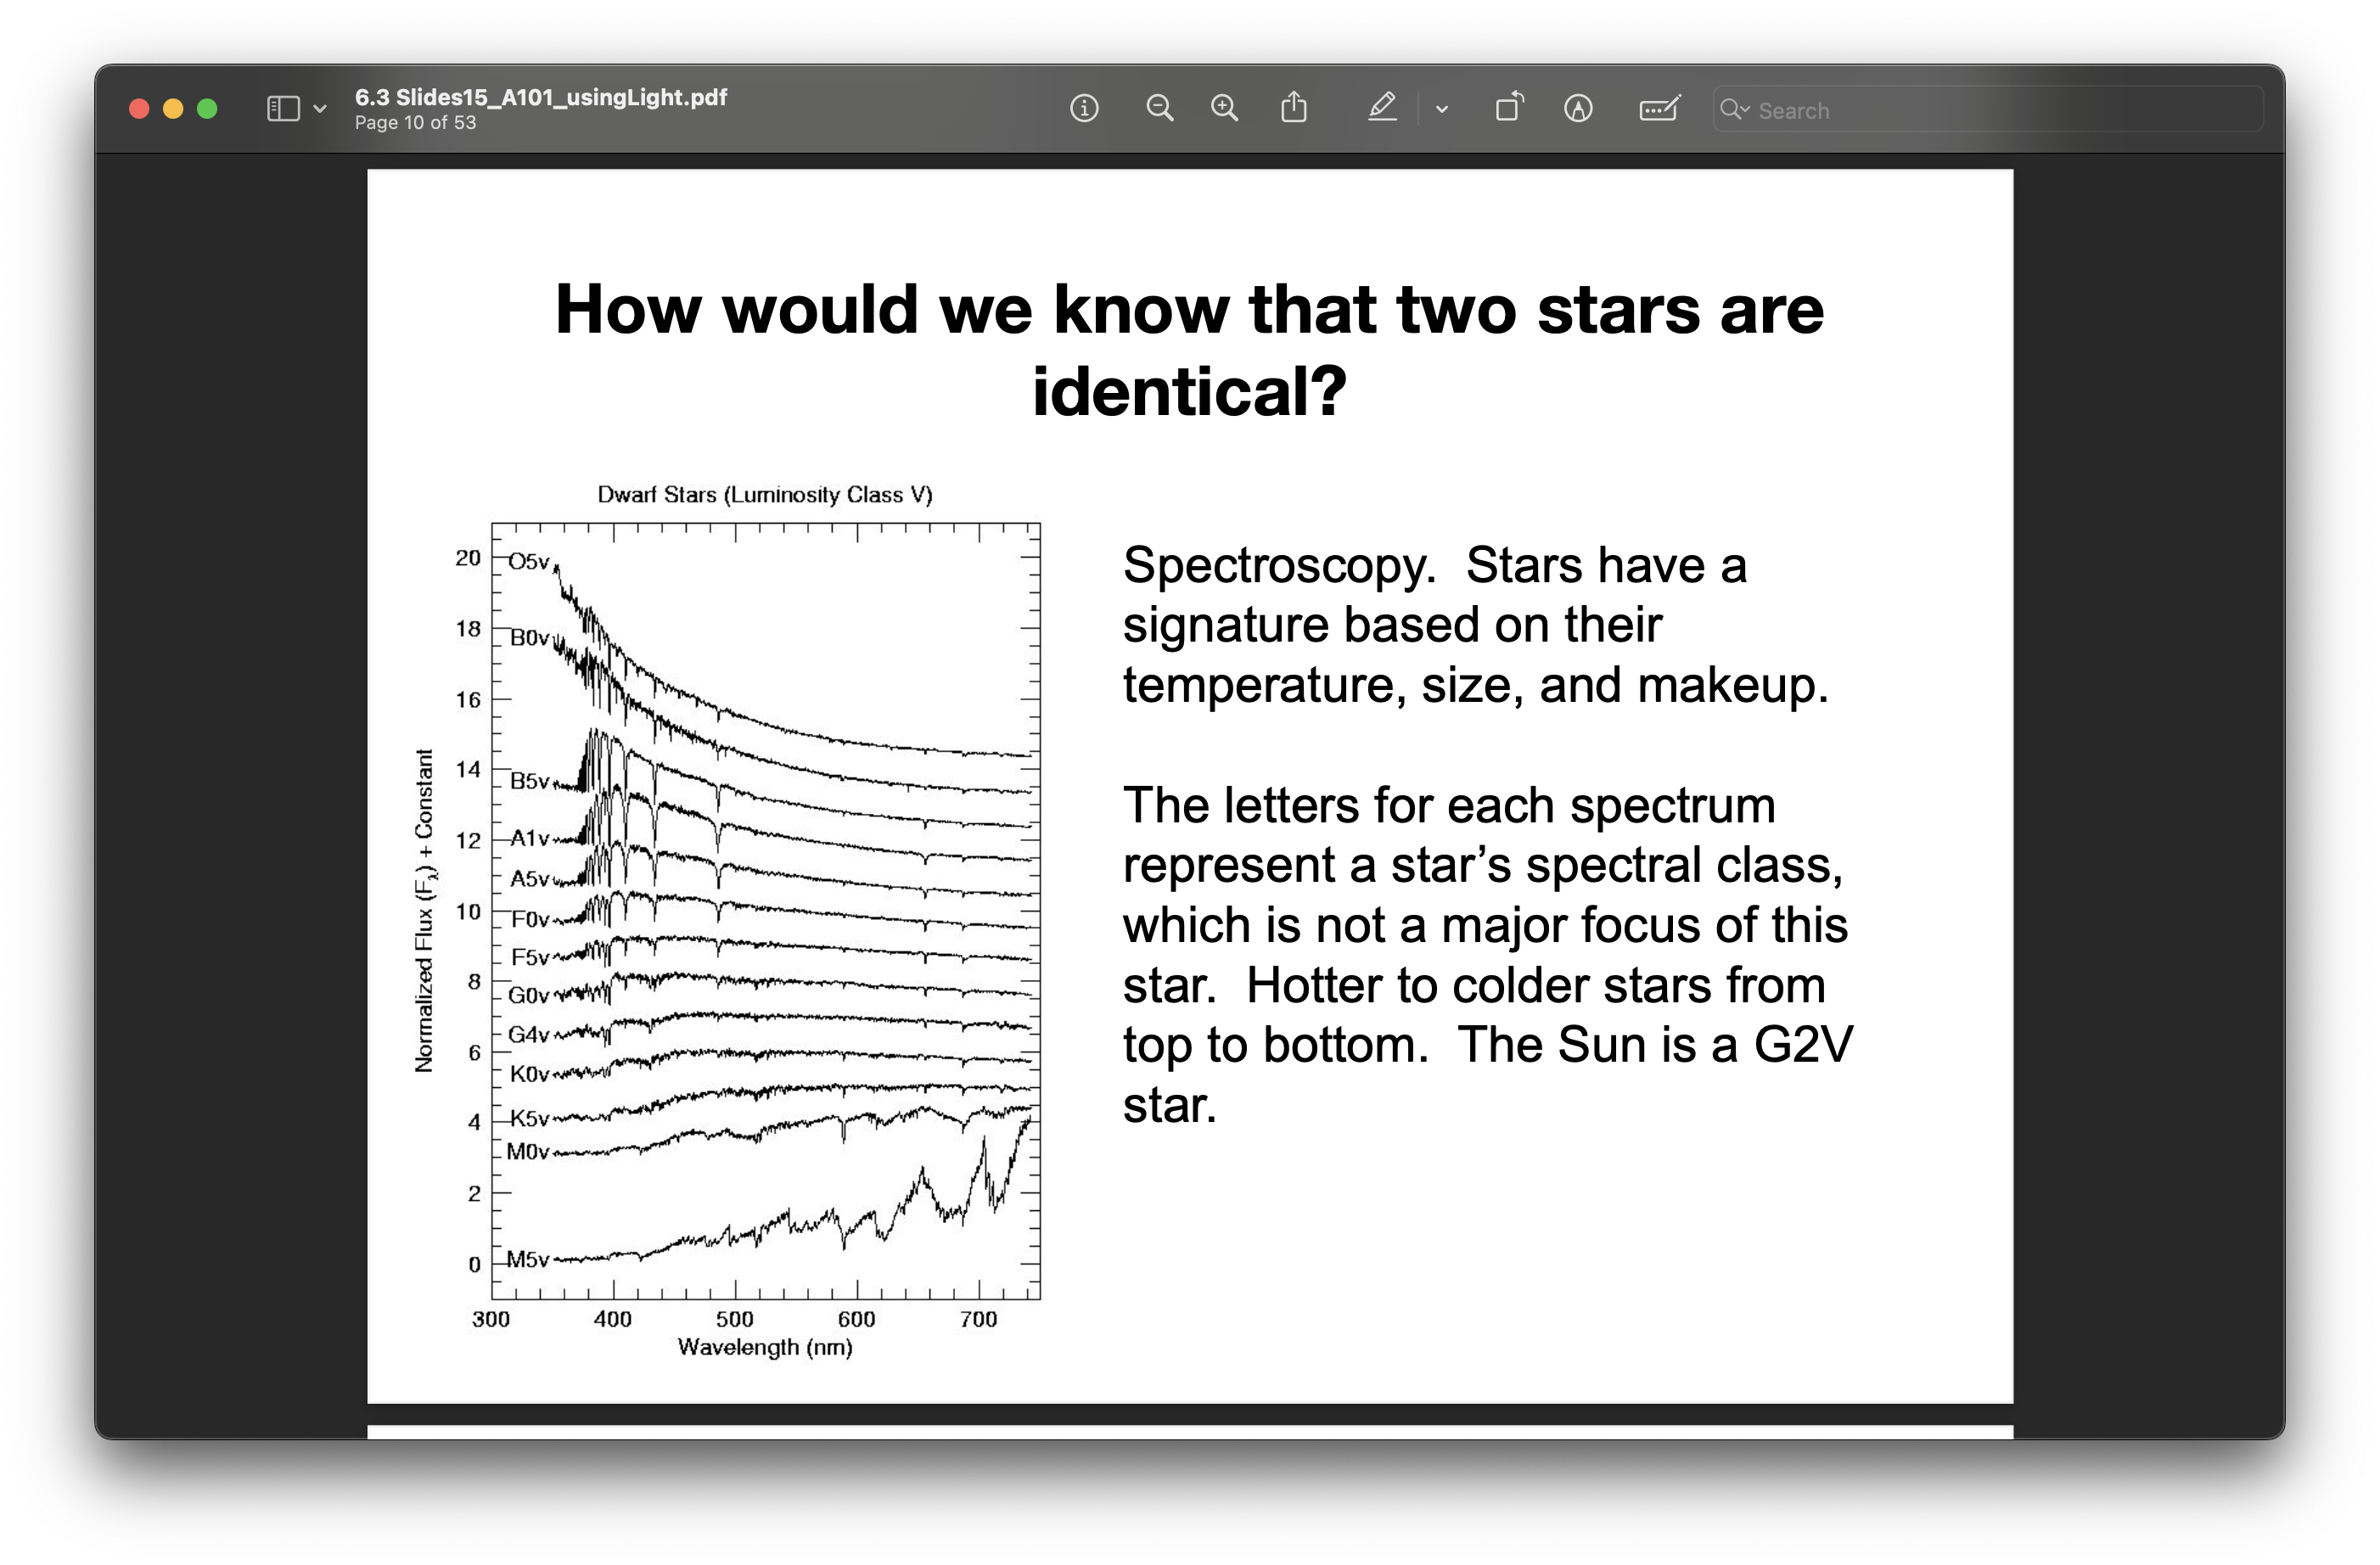 6.3 Slides15_A101_usingLight.pdf
Page 10 of 53
Search
How would we know that two stars are
identical?
Dwarf Stars (Luminosity Class V)
Normalized Flux (Fλ) + Constant
20
18
16
14
12
10
8
6
4
2
0
O5v
B0v
B5v
A1v
A5v
F0v
F5v
G0v
G4v
K0v
K5v
M0v
M5v
300 400 500 600 700
Wavelength (nm)
Spectroscopy.  Stars have a
signature based on their
temperature, size, and makeup.
The letters for each spectrum
represent a star’s spectral class,
which is not a major focus of this
star.  Hotter to colder stars from
top to bottom.  The Sun is a G2V
star.